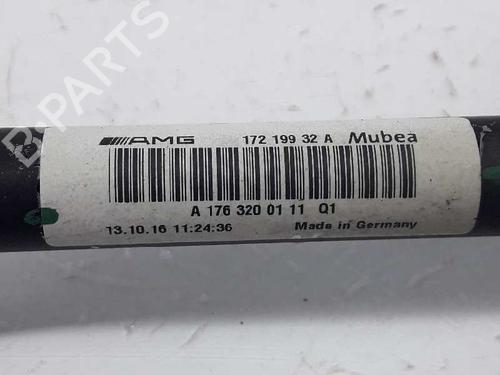 AMG 172 199 32 A Mubea
A 176 320 01 11 Q1
13.10.16 11:24:36 Made in Germany
B-PARTS